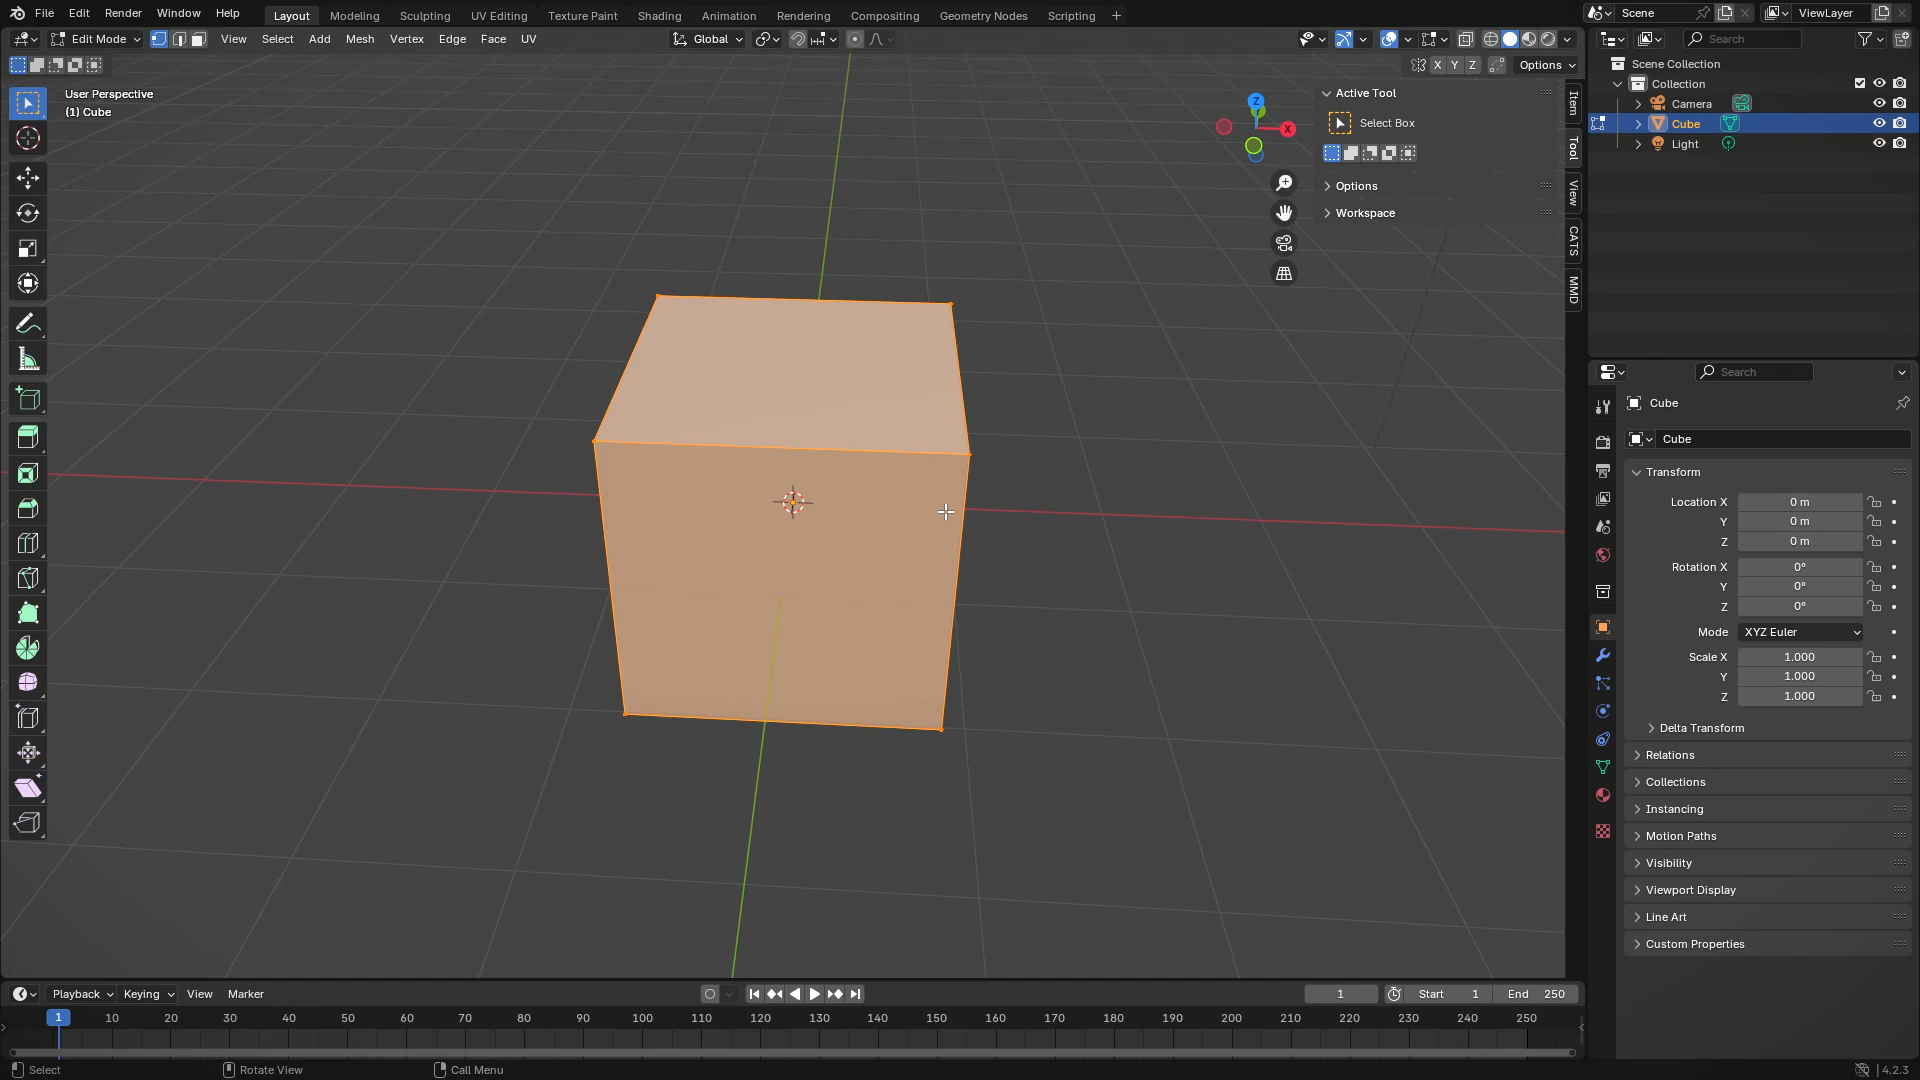 File Edit Render Window Help Layout Modeling Sculpting UV Editing Texture Paint Shading Animation Rendering Compositing Geometry Nodes Scripting + Scene ViewLayer
Edit Mode View Select Add Mesh Vertex Edge Face UV Global Search
X Y Z Options
User Perspective
(1) Cube
Z
X
Active Tool
Select Box
Options
Workspace
Item
Tool
View
CATS
MMD
Scene Collection
Collection
Camera
Cube
Light
Search
Cube
Cube
Transform
Location X 0 m
Y 0 m
Z 0 m
Rotation X 0°
Y 0°
Z 0°
Mode XYZ Euler
Scale X 1.000
Y 1.000
Z 1.000
Delta Transform
Relations
Collections
Instancing
Motion Paths
Visibility
Viewport Display
Line Art
Custom Properties
Playback Keying View Marker 1 Start 1 End 250
1 10 20 30 40 50 60 70 80 90 100 110 120 130 140 150 160 170 180 190 200 210 220 230 240 250
Select Rotate View Call Menu 4.2.3